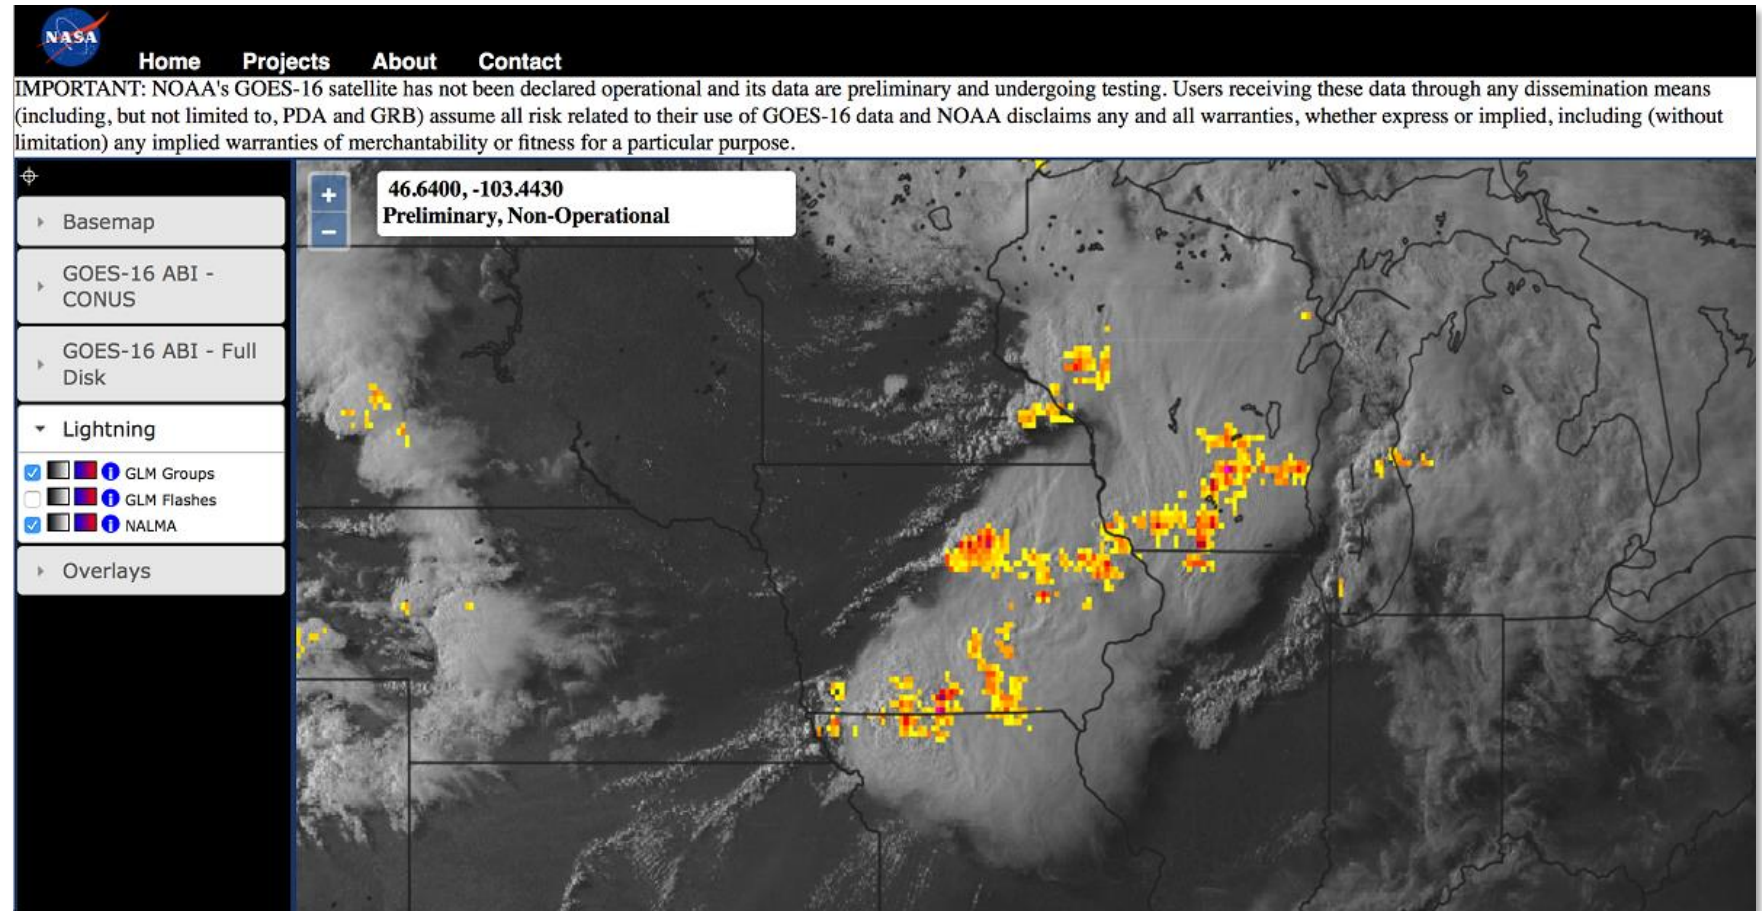 NASA
Home Projects About Contact
IMPORTANT: NOAA's GOES-16 satellite has not been declared operational and its data are preliminary and undergoing testing. Users receiving these data through any dissemination means
(including, but not limited to, PDA and GRB) assume all risk related to their use of GOES-16 data and NOAA disclaims any and all warranties, whether express or implied, including (without
limitation) any implied warranties of merchantability or fitness for a particular purpose.
+
46.6400, -103.4430
Preliminary, Non-Operational
−
Basemap
GOES-16 ABI -
CONUS
GOES-16 ABI - Full
Disk
Lightning
i GLM Groups
i GLM Flashes
i NALMA
Overlays